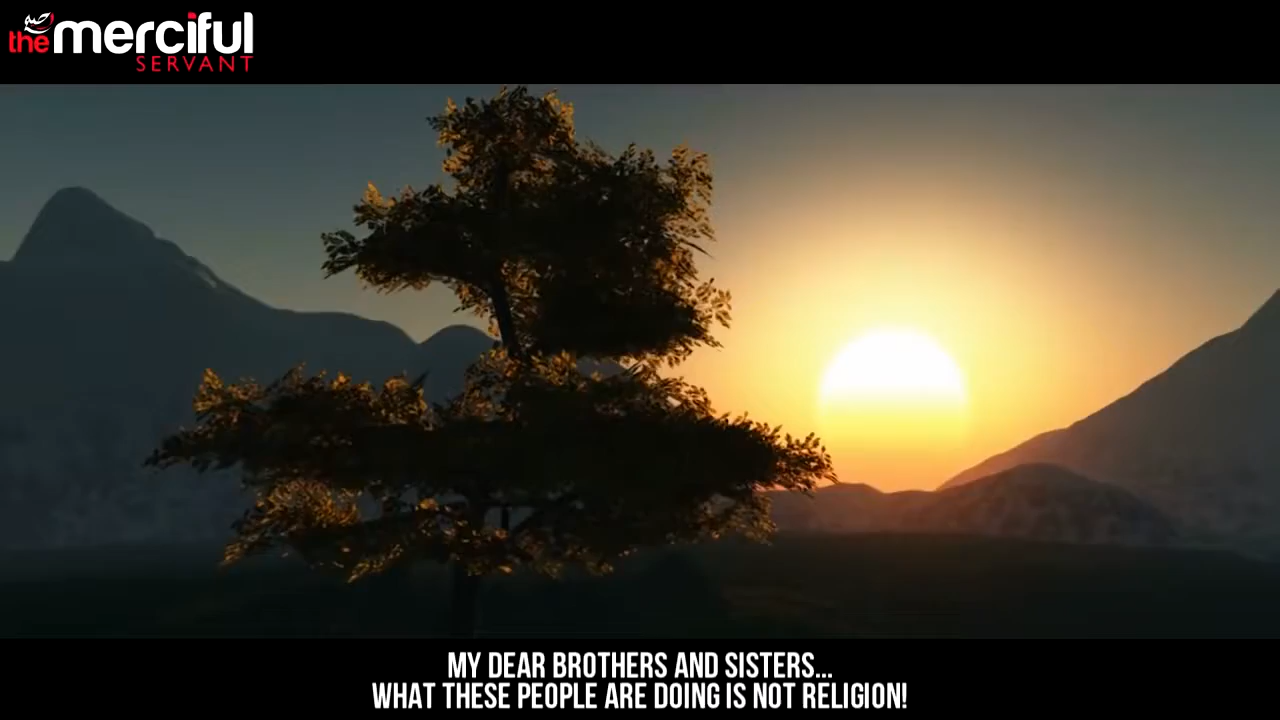 the merciful
SERVANT
MY DEAR BROTHERS AND SISTERS...
WHAT THESE PEOPLE ARE DOING IS NOT RELIGION!